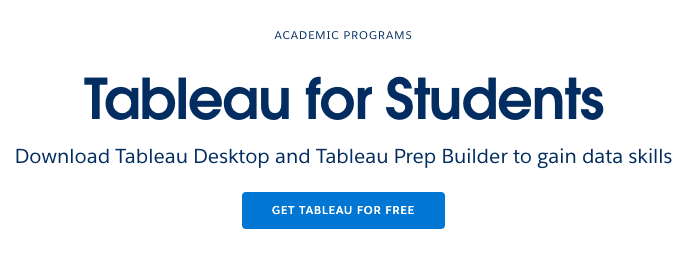 ACADEMIC PROGRAMS
Tableau for Students
Download Tableau Desktop and Tableau Prep Builder to gain data skills
GET TABLEAU FOR FREE